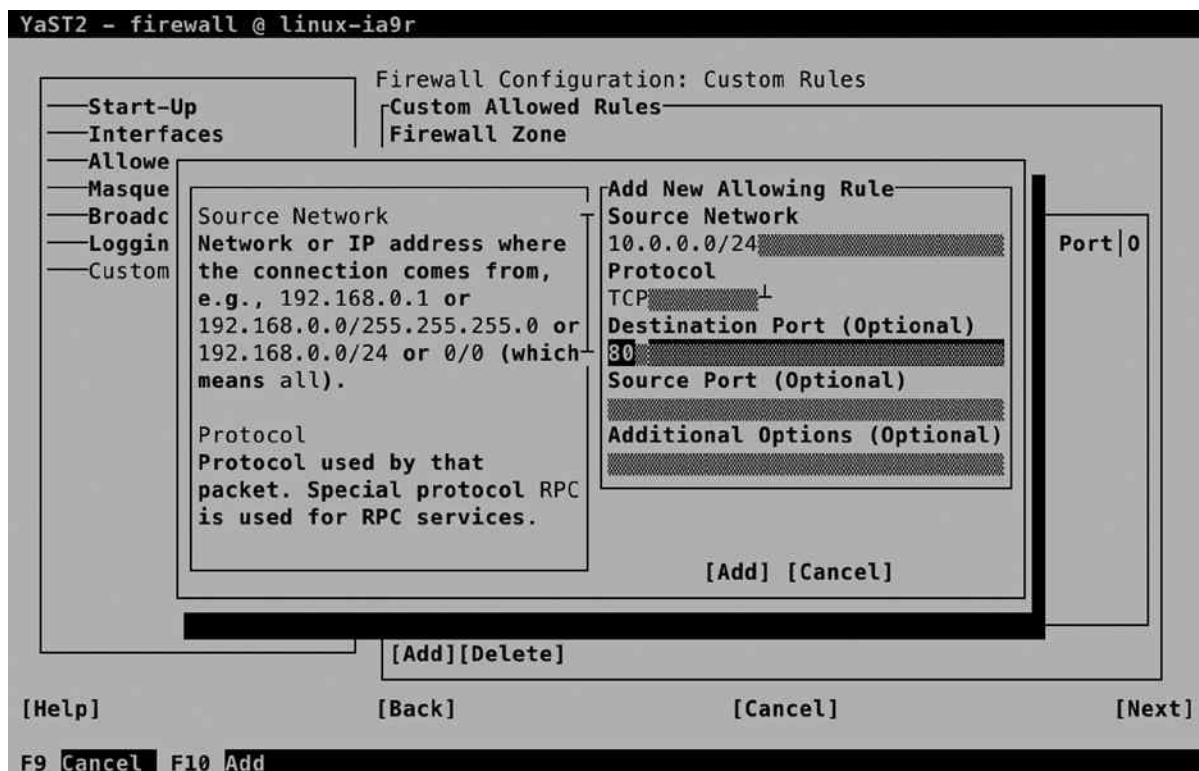 YaST2 - firewall @ linux-ia9r
Firewall Configuration: Custom Rules
Start-Up
Interfaces
Allowe
Masque
Broadc
Loggin
Custom
Custom Allowed Rules
Firewall Zone
Port|0
Source Network
Network or IP address where
the connection comes from,
e.g., 192.168.0.1 or
192.168.0.0/255.255.255.0 or
192.168.0.0/24 or 0/0 (which
means all).
Protocol
Protocol used by that
packet. Special protocol RPC
is used for RPC services.
Add New Allowing Rule
Source Network
10.0.0.0/24
Protocol
TCP
Destination Port (Optional)
80
Source Port (Optional)
Additional Options (Optional)
[Add] [Cancel]
[Add][Delete]
[Help] [Back] [Cancel] [Next]
F9 Cancel F10 Add